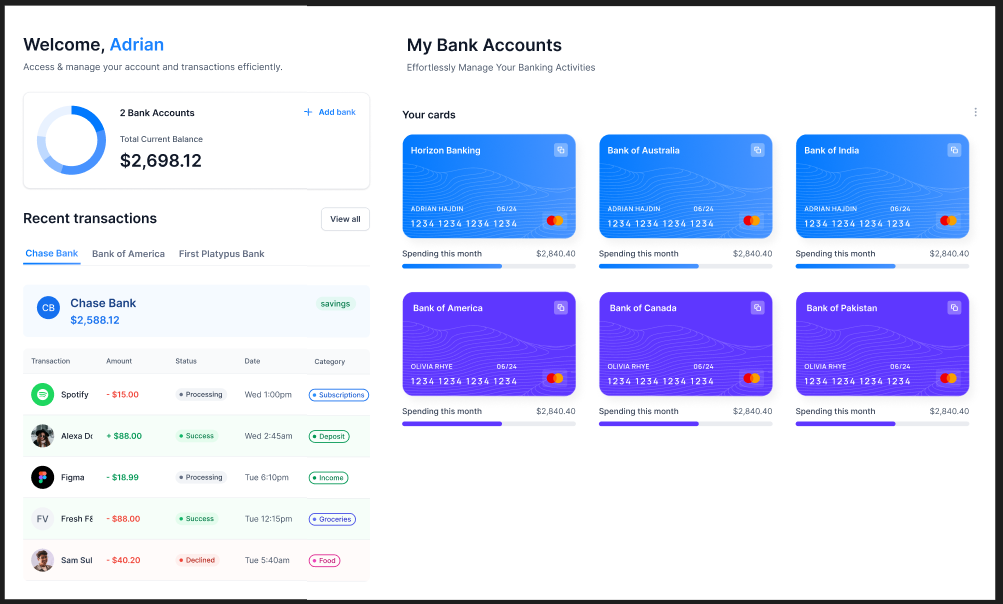 Welcome, Adrian
Access & manage your account and transactions efficiently.
2 Bank Accounts
+ Add bank
Total Current Balance
$2,698.12
Recent transactions
View all
Chase Bank Bank of America First Platypus Bank
CB
Chase Bank
savings
$2,588.12
Transaction Amount Status Date Category
Spotify - $15.00 Processing Wed 1:00pm Subscriptions
Alexa Do + $88.00 Success Wed 2:45am Deposit
Figma - $18.99 Processing Tue 6:10pm Income
FV Fresh F& - $88.00 Success Tue 12:15pm Groceries
Sam Sul - $40.20 Declined Tue 5:40am Food
My Bank Accounts
Effortlessly Manage Your Banking Activities
Your cards
Horizon Banking
ADRIAN HAJDIN 06/24
1234 1234 1234 1234
Spending this month $2,840.40
Bank of Australia
ADRIAN HAJDIN 06/24
1234 1234 1234 1234
Spending this month $2,840.40
Bank of India
ADRIAN HAJDIN 06/24
1234 1234 1234 1234
Spending this month $2,840.40
Bank of America
OLIVIA RHYE 06/24
1234 1234 1234 1234
Spending this month $2,840.40
Bank of Canada
OLIVIA RHYE 06/24
1234 1234 1234 1234
Spending this month $2,840.40
Bank of Pakistan
OLIVIA RHYE 06/24
1234 1234 1234 1234
Spending this month $2,840.40